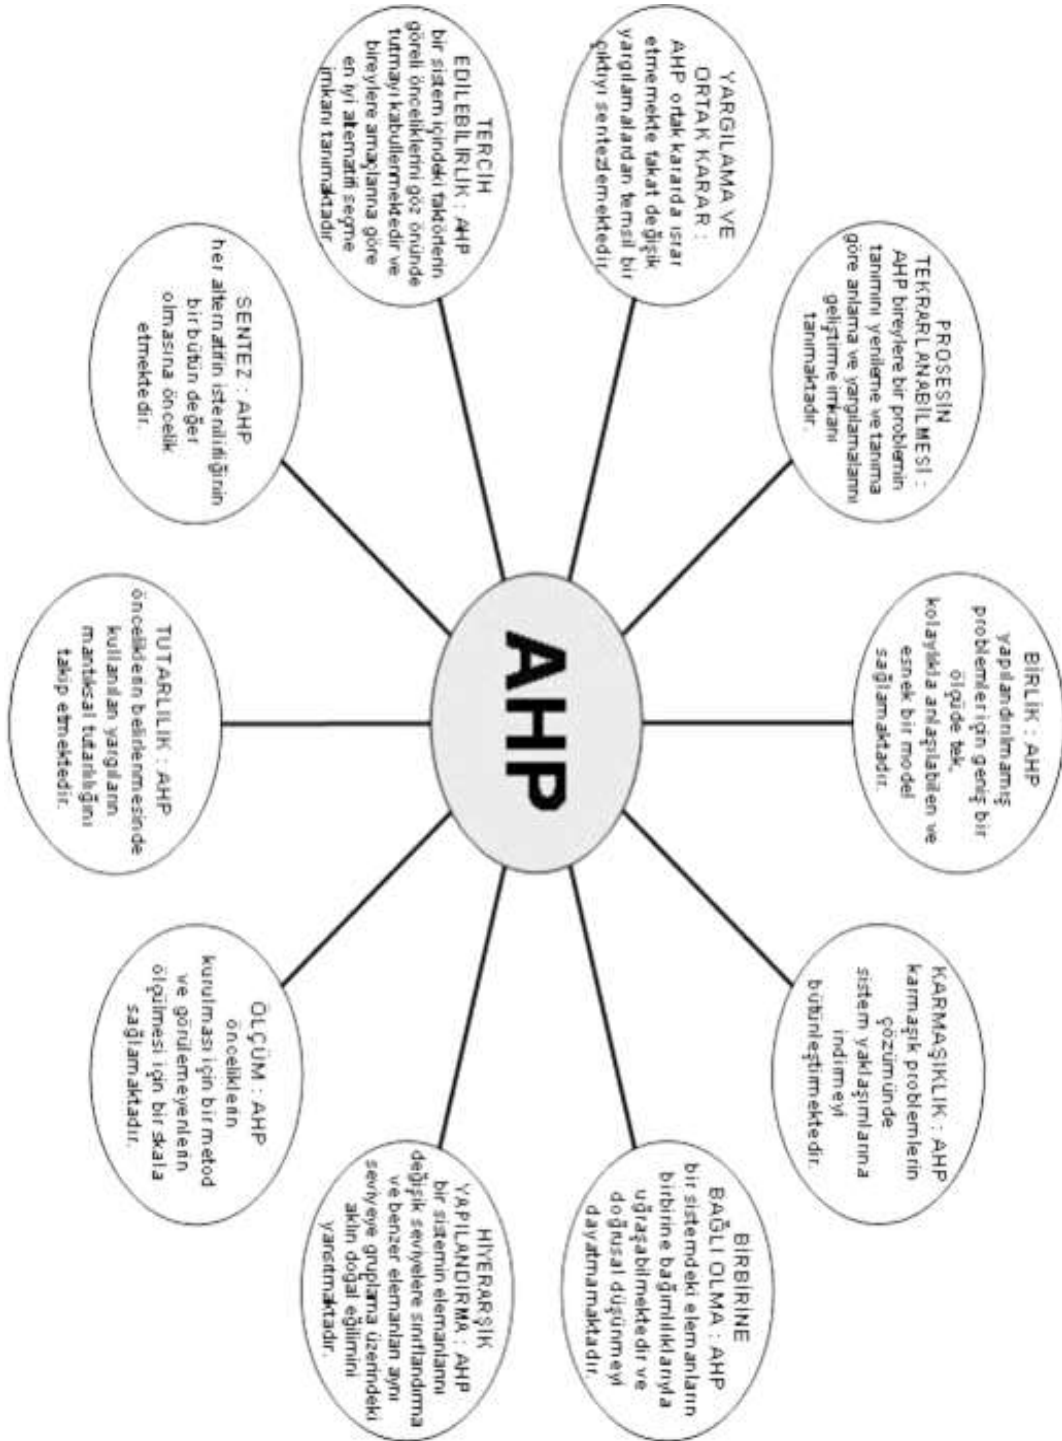 AHP
BİRLİK : AHP
yapılandırılmamış
problemler için geniş bir
ölçüde tek,
kolaylıkla anlaşılabilen ve
esnek bir model
sağlamaktadır.
KARMAŞIKLIK : AHP
karmaşık problemlerin
çözümünde
sistem yaklaşımlarına
indirmeyi
bütünleştirmektedir.
BİRBİRİNE
BAĞLI OLMA : AHP
bir sistemdeki elemanların
birbirine bağımlılıklarıyla
uğraşabilmektedir ve
doğrusal düşünmeyi
dayatmamaktadır.
HİYERARŞİK
YAPILANDIRMA : AHP
bir sistemin elemanlarını
değişik seviyelere sınıflandırma
ve benzer elemanları aynı
seviyeye gruplama üzerindeki
aklın doğal eğilimini
yansıtmaktadır.
ÖLÇÜM : AHP
önceliklerin
kurulması için bir metod
ve görülemeyenlerin
ölçülmesi için bir skala
sağlamaktadır.
TUTARLILIK : AHP
önceliklerin belirlenmesinde
kullanılan yargıların
mantıksal tutarlılığını
takip etmektedir.
SENTEZ : AHP
her alternatifin istenilirliğinin
bir bütün değer
olmasına öncelik
etmektedir.
TERCİH
EDİLEBİLİRLİK : AHP
bir sistem içindeki faktörlerin
göreli önceliklerini göz önünde
tutmayı kabullenmektedir ve
bireylere amaçlarına göre
en iyi alternatifi seçme
imkanı tanımaktadır
YARGILAMA VE
ORTAK KARAR :
AHP ortak kararda ısrar
etmemekte fakat değişik
yargılamalardan temsil bir
çıktıyı sentezlemektedir
PROSESİN
TEKRARLANABİLMESİ :
AHP bireylere bir problemin
tanımını yenileme ve tanıma
göre anlama ve yargılamalarını
geliştirme imkanı
tanımaktadır.